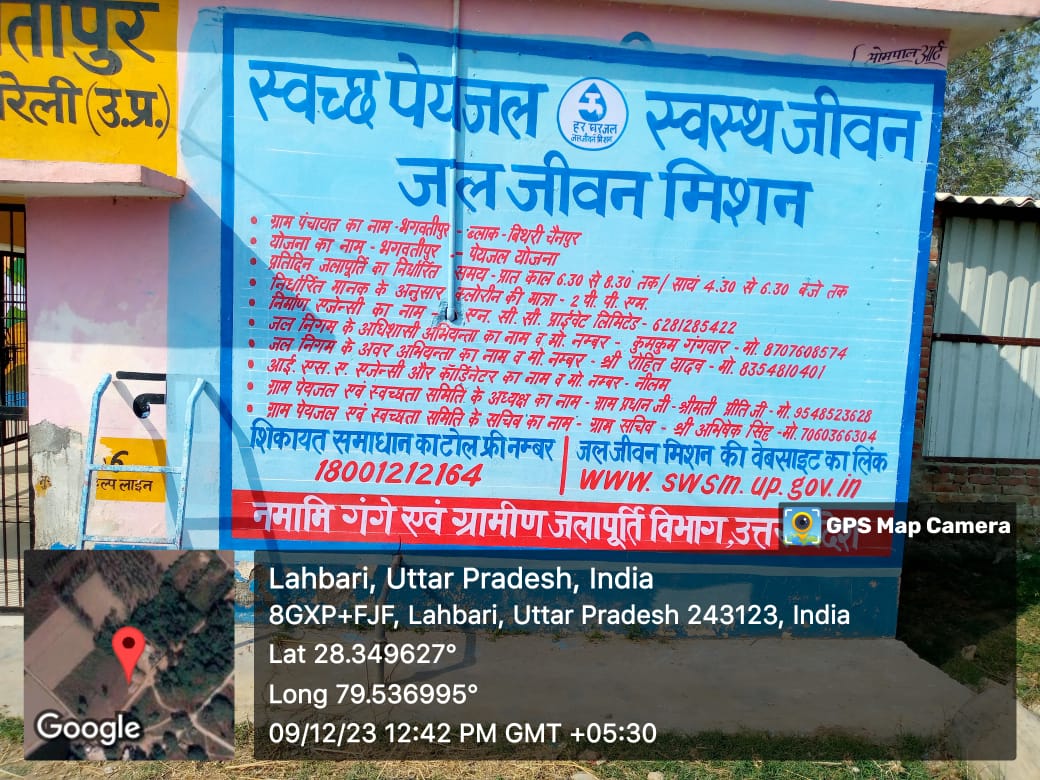 तापुर
रेली (उ.प्र.)
ओमपाल आर्ट
स्वच्छ पेयजल
हर घर जल
जल जीवन मिशन
स्वस्थ जीवन
जल जीवन मिशन
• ग्राम पंचायत का नाम - भगवतीपुर - ब्लाक - बिथरी चैनपुर
• योजना का नाम - भगवतीपुर - पेयजल योजना
• प्रतिदिन जलापूर्ति का निर्धारित समय - प्रात काल 6.30 से 8.30 तक / सायं 4.30 से 6.30 बजे तक
• निर्धारित मानक के अनुसार क्लोरीन की मात्रा - 2 पी. पी. एम.
• निर्माण एजेन्सी का नाम - एन. सी. सी. प्राईवेट लिमिटेड - 6281285422
• जल निगम के अधिशासी अभियन्ता का नाम व मो. नम्बर - कुमकुम गंगवार - मो. 8707608574
• जल निगम के अवर अभियन्ता का नाम व मो. नम्बर - श्री रोहित यादव - मो. 8354810401
• आई. एस. ए. एजेन्सी और कॉर्डिनेटर का नाम व मो. नम्बर - नीलम
• ग्राम पेयजल एवं स्वच्छता समिति के अध्यक्ष का नाम - ग्राम प्रधान जी - श्रीमती प्रीति जी - मो. 9548523628
• ग्राम पेयजल एवं स्वच्छता समिति के सचिव का नाम - ग्राम सचिव - श्री अभिषेक सिंह - मो. 7060366304
शिकायत समाधान का टोल फ्री नम्बर
18001212164
जल जीवन मिशन की वेबसाइट का लिंक
www. swsm. up. gov. in
नमामि गंगे एवं ग्रामीण जलापूर्ति विभाग, उत्त
ल्प लाइन
GPS Map Camera
Lahbari, Uttar Pradesh, India
8GXP+FJF, Lahbari, Uttar Pradesh 243123, India
Lat 28.349627°
Long 79.536995°
09/12/23 12:42 PM GMT +05:30
Google